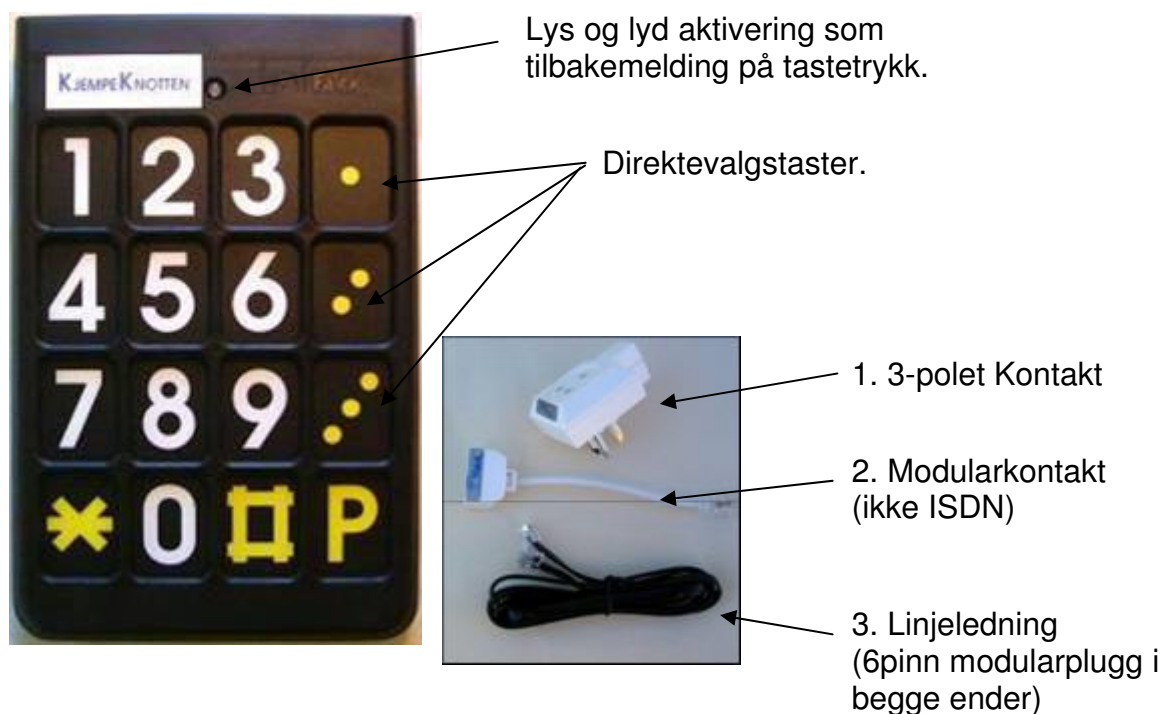 Lys og lyd aktivering som
tilbakemelding på tastetrykk.
KJEMPEKNOTTEN
Direktevalgstaster.
1 2 3
4 5 6
7 8 9
* 0 # P
1. 3-polet Kontakt
2. Modularkontakt
(ikke ISDN)
3. Linjeledning
(6pinn modularplugg i
begge ender)